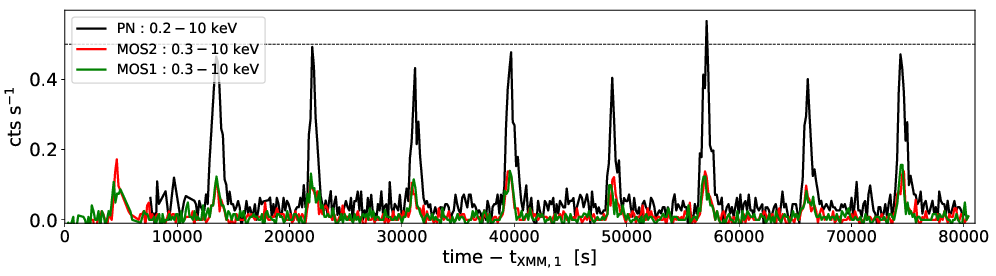 PN : 0.2 − 10 keV
MOS2 : 0.3 − 10 keV
MOS1 : 0.3 − 10 keV
0.4
0.2
0.0
cts s⁻¹
0 10000 20000 30000 40000 50000 60000 70000 80000
time − tXMM, 1 [s]